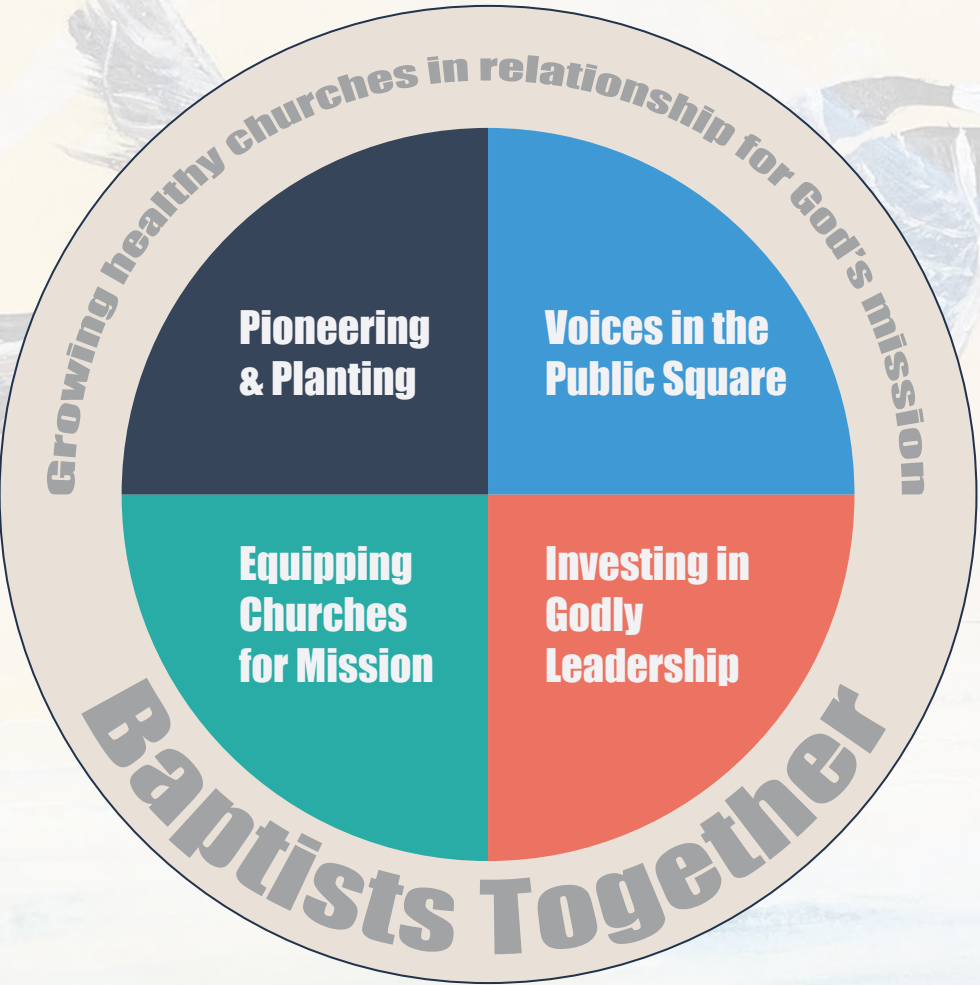 Growing healthy churches in relationship for God's mission
Pioneering
& Planting
Voices in the
Public Square
Equipping
Churches
for Mission
Investing in
Godly
Leadership
Baptists Together